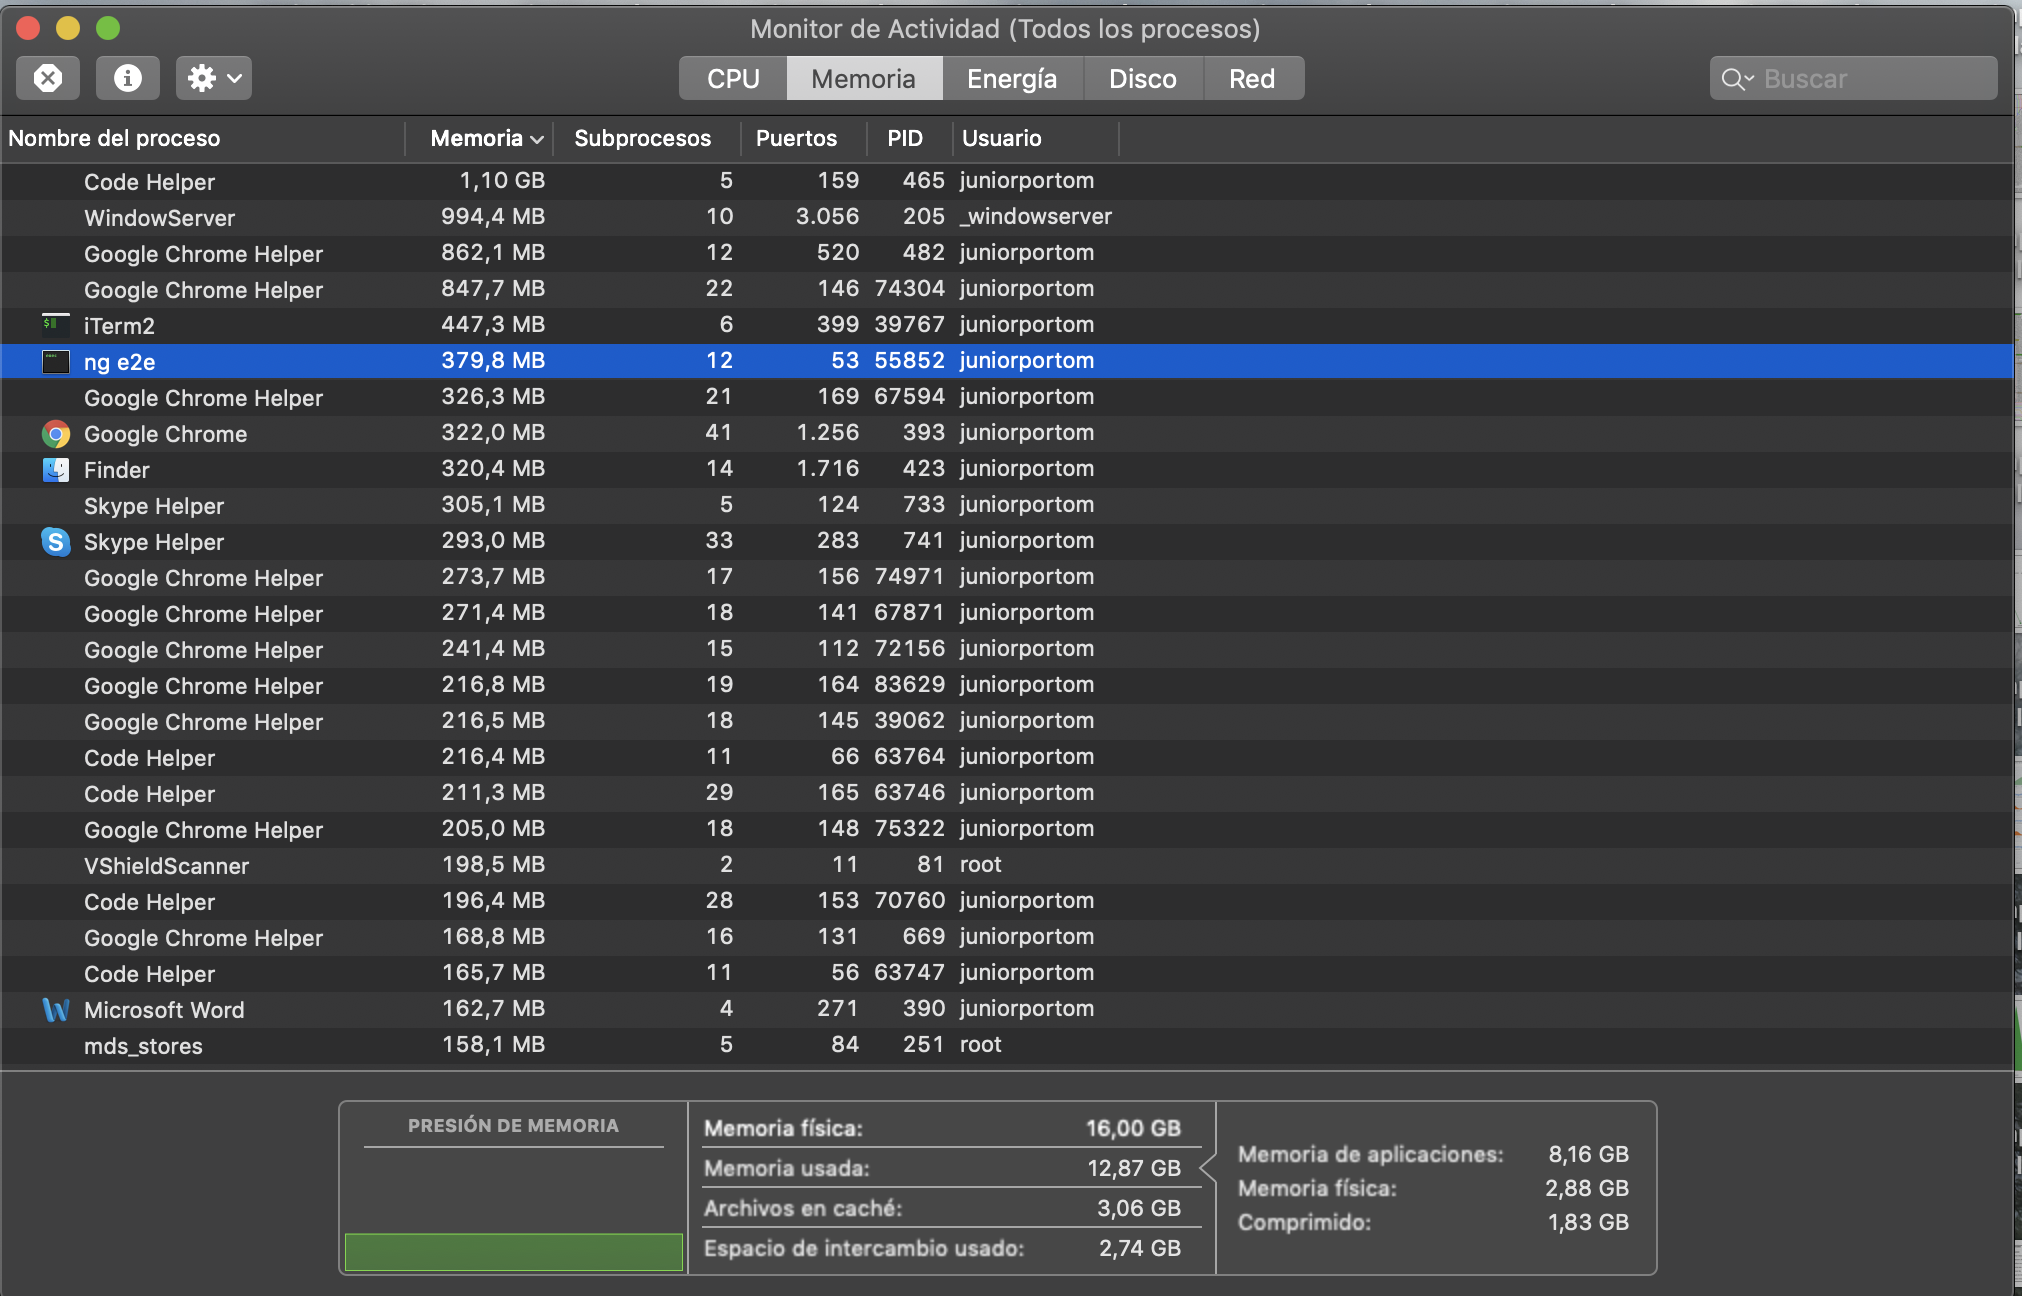 Monitor de Actividad (Todos los procesos)
CPU Memoria Energía Disco Red Buscar
Nombre del proceso Memoria Subprocesos Puertos PID Usuario
Code Helper 1,10 GB 5 159 465 juniorportom
WindowServer 994,4 MB 10 3.056 205 _windowserver
Google Chrome Helper 862,1 MB 12 520 482 juniorportom
Google Chrome Helper 847,7 MB 22 146 74304 juniorportom
iTerm2 447,3 MB 6 399 39767 juniorportom
ng e2e 379,8 MB 12 53 55852 juniorportom
Google Chrome Helper 326,3 MB 21 169 67594 juniorportom
Google Chrome 322,0 MB 41 1.256 393 juniorportom
Finder 320,4 MB 14 1.716 423 juniorportom
Skype Helper 305,1 MB 5 124 733 juniorportom
Skype Helper 293,0 MB 33 283 741 juniorportom
Google Chrome Helper 273,7 MB 17 156 74971 juniorportom
Google Chrome Helper 271,4 MB 18 141 67871 juniorportom
Google Chrome Helper 241,4 MB 15 112 72156 juniorportom
Google Chrome Helper 216,8 MB 19 164 83629 juniorportom
Google Chrome Helper 216,5 MB 18 145 39062 juniorportom
Code Helper 216,4 MB 11 66 63764 juniorportom
Code Helper 211,3 MB 29 165 63746 juniorportom
Google Chrome Helper 205,0 MB 18 148 75322 juniorportom
VShieldScanner 198,5 MB 2 11 81 root
Code Helper 196,4 MB 28 153 70760 juniorportom
Google Chrome Helper 168,8 MB 16 131 669 juniorportom
Code Helper 165,7 MB 11 56 63747 juniorportom
Microsoft Word 162,7 MB 4 271 390 juniorportom
mds_stores 158,1 MB 5 84 251 root
PRESIÓN DE MEMORIA
Memoria física: 16,00 GB
Memoria usada: 12,87 GB
Archivos en caché: 3,06 GB
Espacio de intercambio usado: 2,74 GB
Memoria de aplicaciones: 8,16 GB
Memoria física: 2,88 GB
Comprimido: 1,83 GB